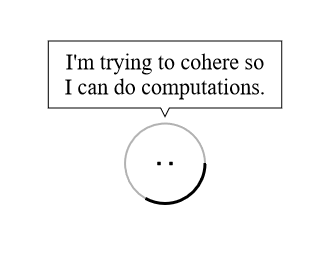 I'm trying to cohere so
I can do computations.